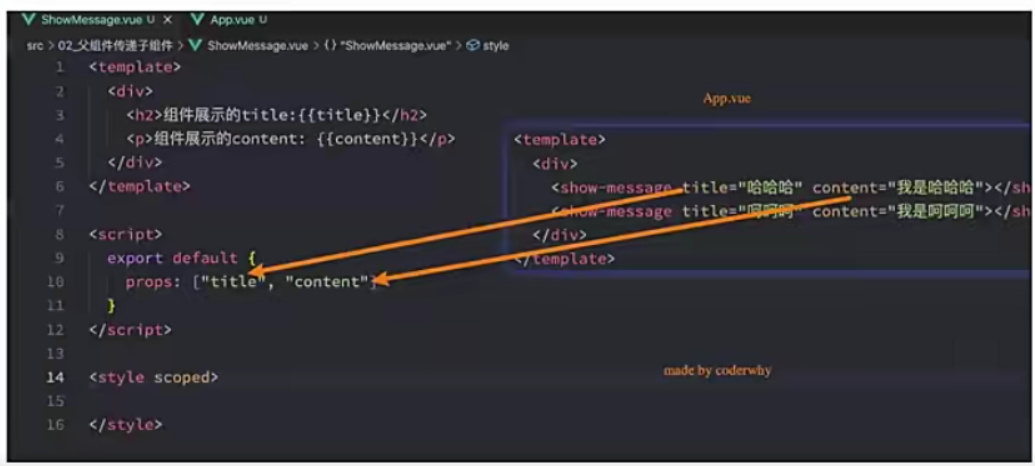 ShowMessage.vue U × App.vue U
src > 02_父组件传递子组件 > ShowMessage.vue > {} "ShowMessage.vue" > style
1 <template>
2 <div>
3 <h2>组件展示的title:{{title}}</h2>
4 <p>组件展示的content: {{content}}</p>
5 </div>
6 </template>
7
8 <script>
9 export default {
10 props: ["title", "content"]
11 }
12 </script>
13
14 <style scoped>
15
16 </style>
App.vue
<template>
<div>
<show-message title="哈哈哈" content="我是哈哈哈"></sh
<show-message title="呵呵呵" content="我是呵呵呵"></sh
</div>
</template>
made by coderwhy